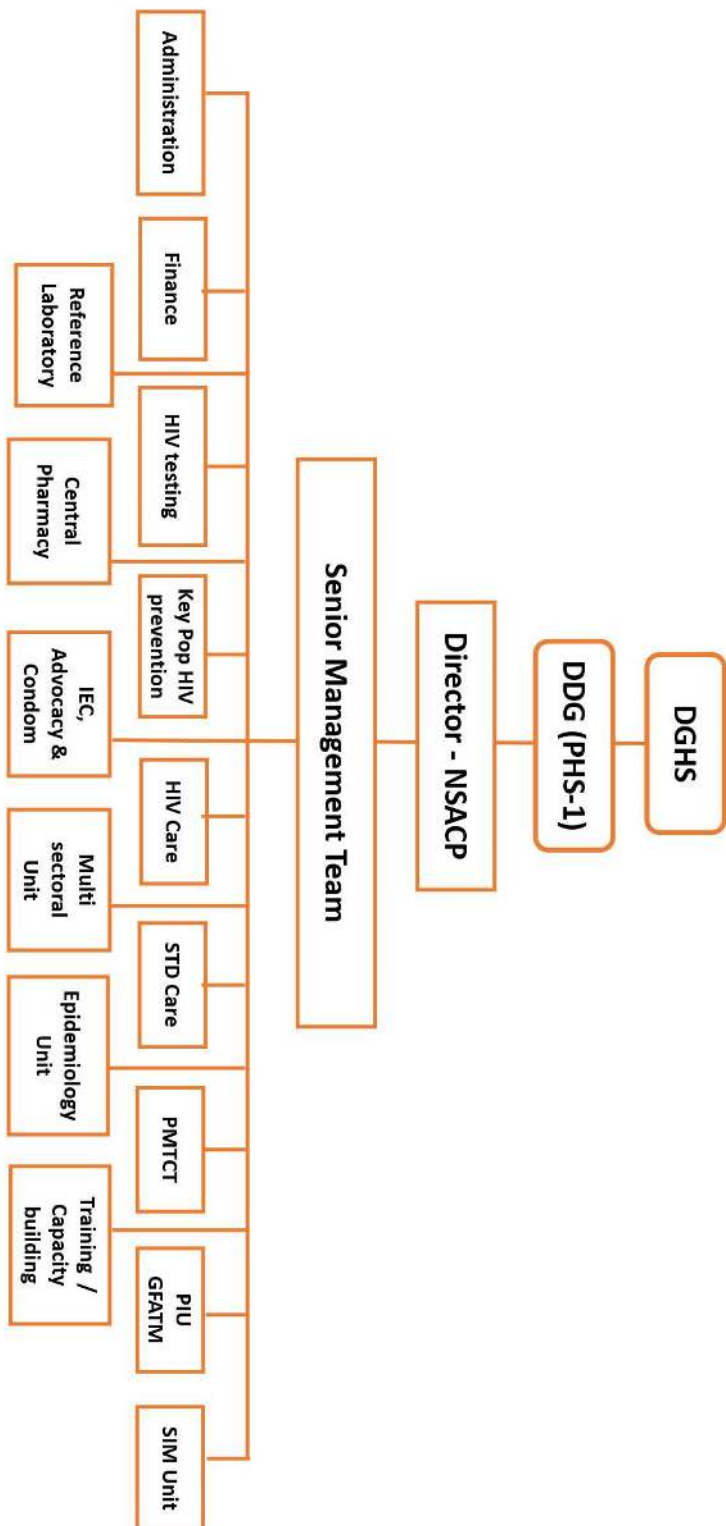 DGHS
DDG (PHS-1)
Director - NSACP
Senior Management Team
Administration
Finance
HIV testing
Key Pop HIV
prevention
HIV Care
STD Care
PMTCT
PIU
GFATM
SIM Unit
Reference
Laboratory
Central
Pharmacy
IEC,
Advocacy &
Condom
Multi
sectoral
Unit
Epidemiology
Unit
Training /
Capacity
building